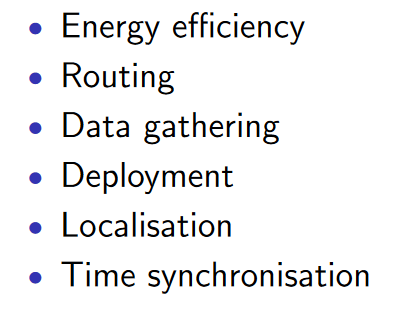 • Energy efficiency
• Routing
• Data gathering
• Deployment
• Localisation
• Time synchronisation